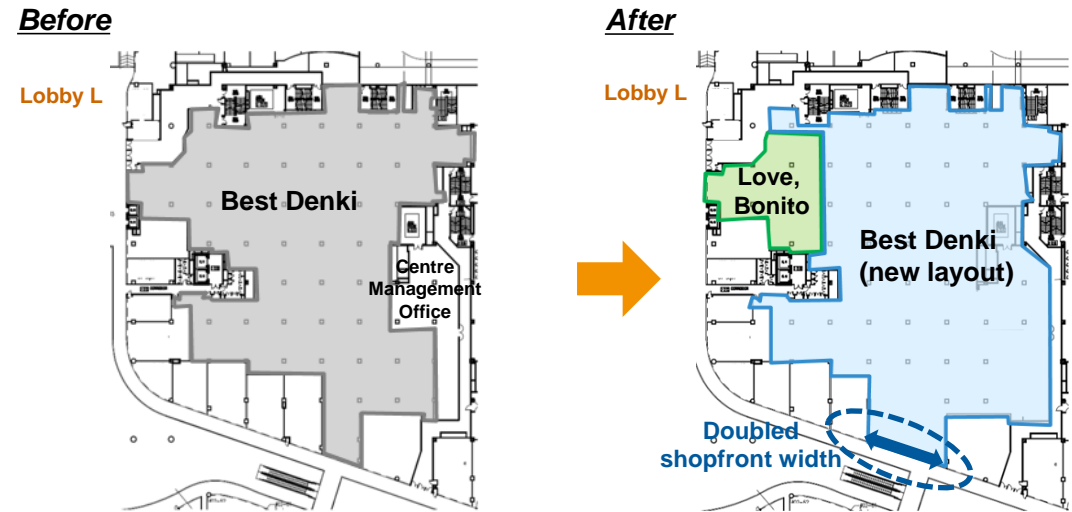 Before
Lobby L
Best Denki
Centre
Management
Office
After
Lobby L
Love,
Bonito
Best Denki
(new layout)
Doubled
shopfront width